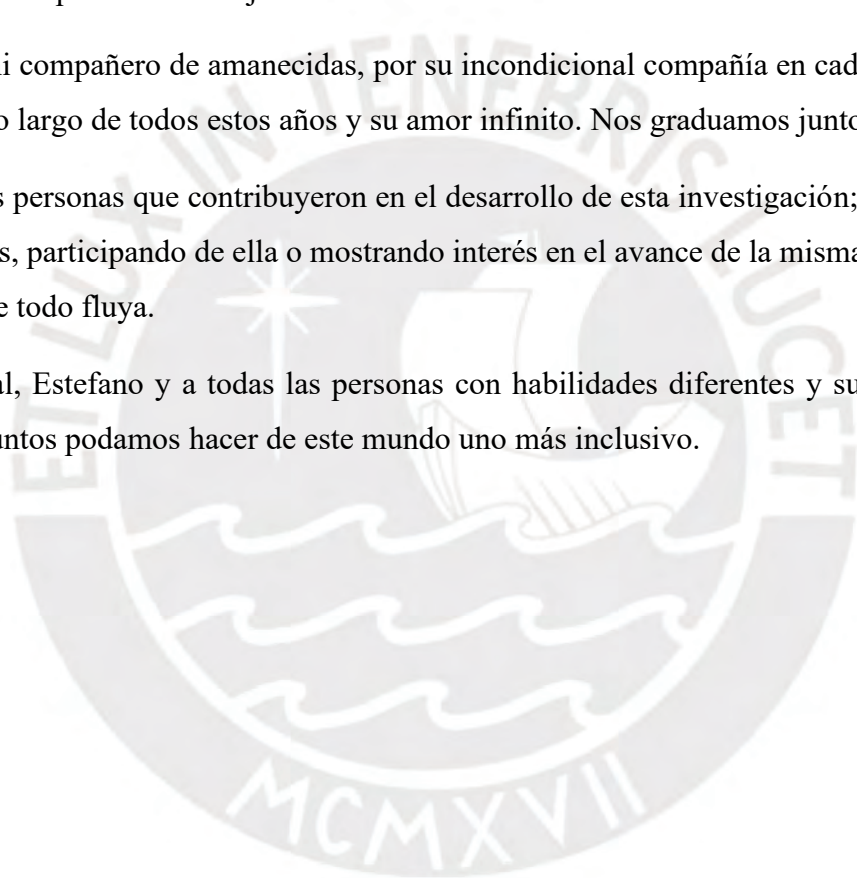 i compañero de amanecidas, por su incondicional compañía en cad
o largo de todos estos años y su amor infinito. Nos graduamos junto
s personas que contribuyeron en el desarrollo de esta investigación;
s, participando de ella o mostrando interés en el avance de la misma
e todo fluya.
al, Estefano y a todas las personas con habilidades diferentes y su
untos podamos hacer de este mundo uno más inclusivo.
ET LUX IN TENEBRIS LUCET
MCMXVII